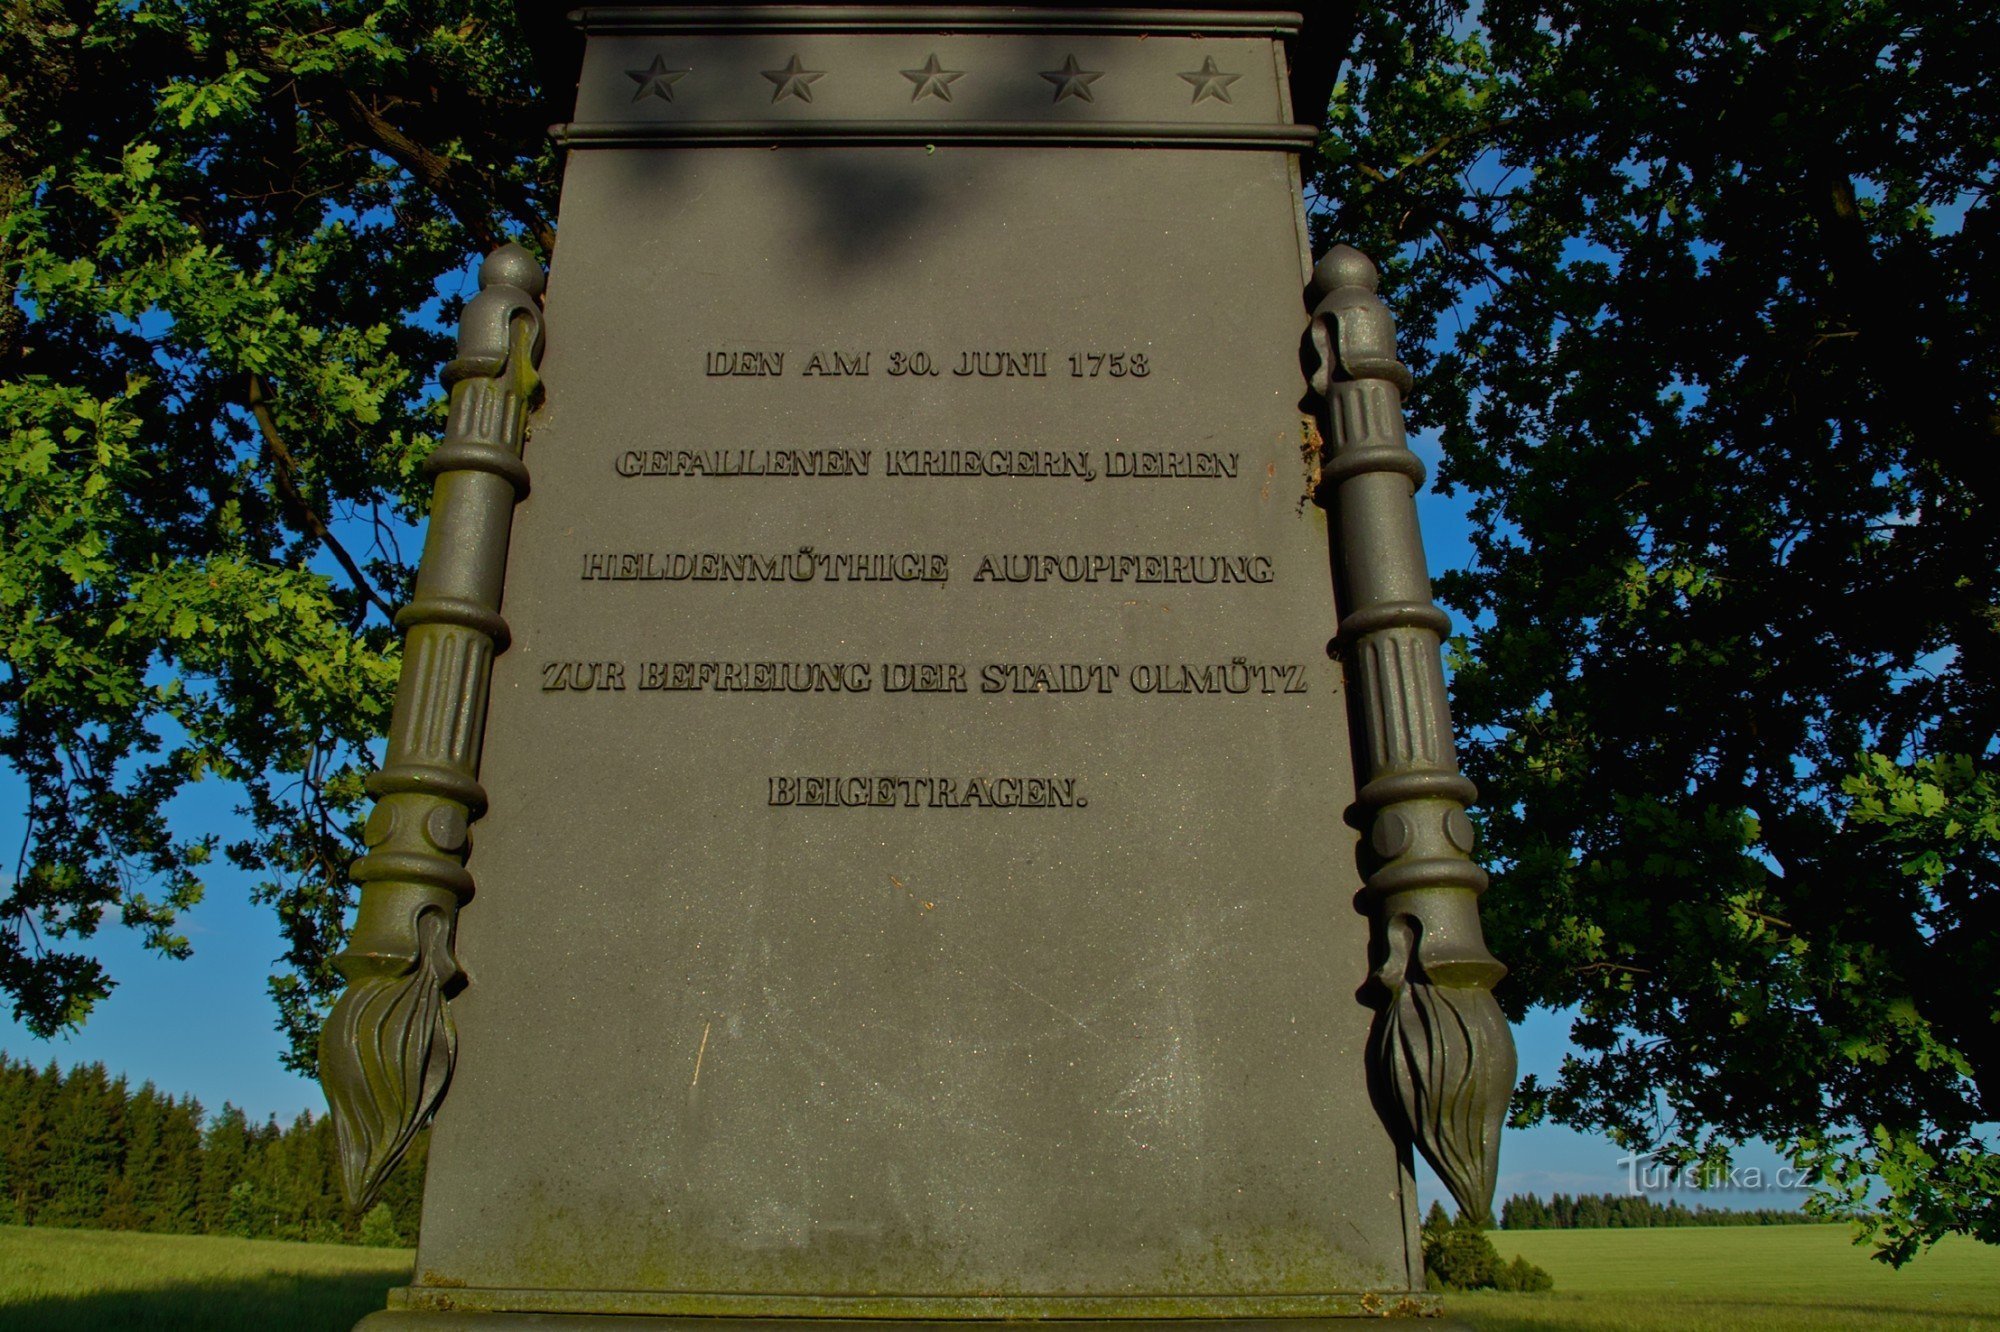 DEN AM 30. JUNI 1758
GEFALLENEN KRIEGERN, DEREN
HELDENMÜTHIGE AUFOPFERUNG
ZUR BEFREIUNG DER STADT OLMÜTZ
BEIGETRAGEN.
Turistika.cz